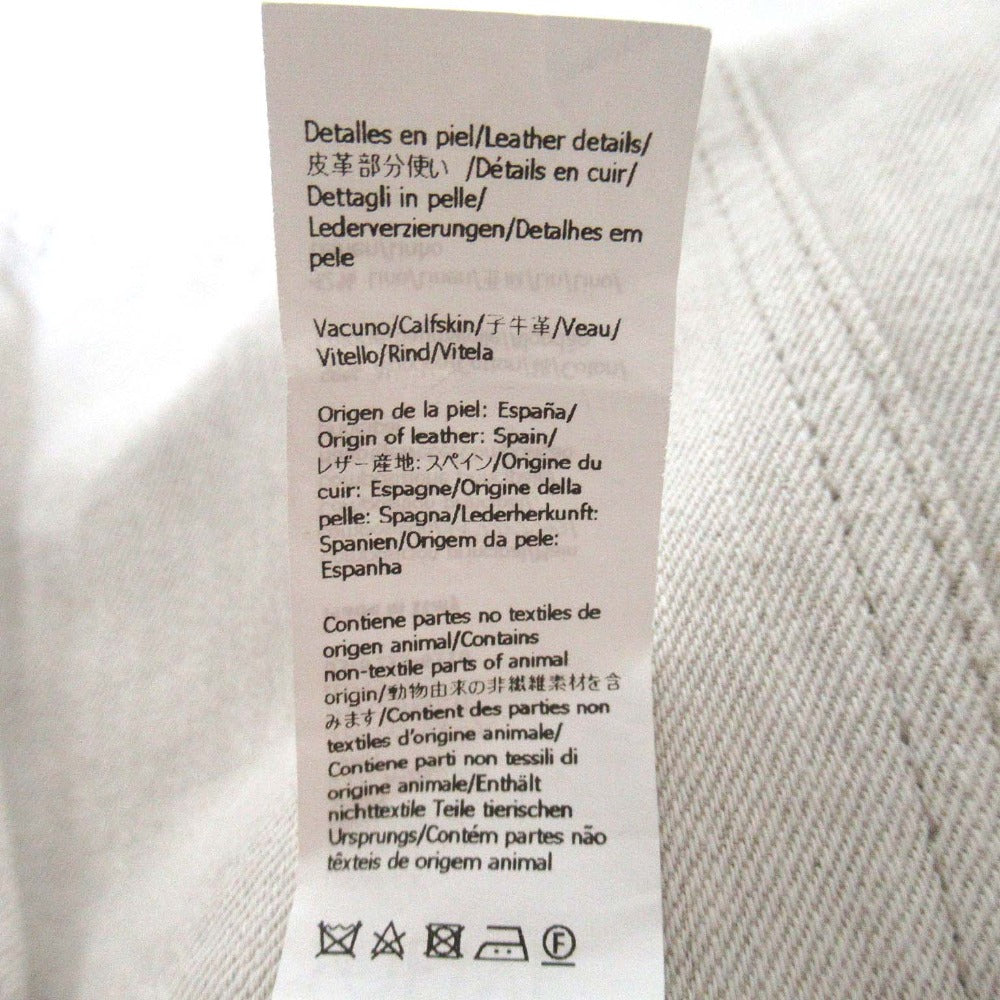 Detalles en piel/Leather details/
皮革部分使い /Détails en cuir/
Dettagli in pelle/
Lederverzierungen/Detalhes em
pele
Vacuno/Calfskin/子牛革/Veau/
Vitello/Rind/Vitela
Origen de la piel: España/
Origin of leather: Spain/
レザー産地: スペイン/Origine du
cuir: Espagne/Origine della
pelle: Spagna/Lederherkunft:
Spanien/Origem da pele:
Espanha
Contiene partes no textiles de
origen animal/Contains
non-textile parts of animal
origin/動物由来の非繊維素材を含
みます/Contient des parties non
textiles d'origine animale/
Contiene parti non tessili di
origine animale/Enthält
nichttextile Teile tierischen
Ursprungs/Contém partes não
têxteis de origem animal
F